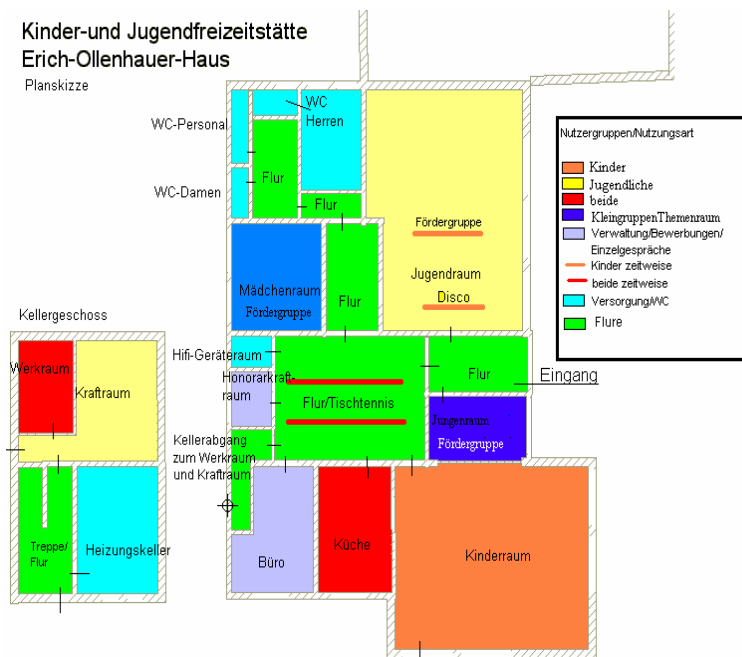 Kinder-und Jugendfreizeitstätte
Erich-Ollenhauer-Haus
Planskizze
WC-Personal
WC
Herren
WC-Damen
Flur
Flur
Fördergruppe
Jugendraum
Disco
Mädchenraum
Fördergruppe
Flur
Nutzergruppen/Nutzungsart
Kinder
Jugendliche
beide
KleingruppenThemenraum
Verwaltung/Bewerbungen/
Einzelgespräche
Kinder zeitweise
beide zeitweise
Versorgung/WC
Flure
Kellergeschoss
Werkraum
Kraftraum
Treppe/
Flur
Heizungskeller
Hifi-Geräteraum
Honorarkraft-
raum
Flur/Tischtennis
Flur
Eingang
Jungenraum
Fördergruppe
Kellerabgang
zum Werkraum
und Kraftraum
Büro
Küche
Kinderraum